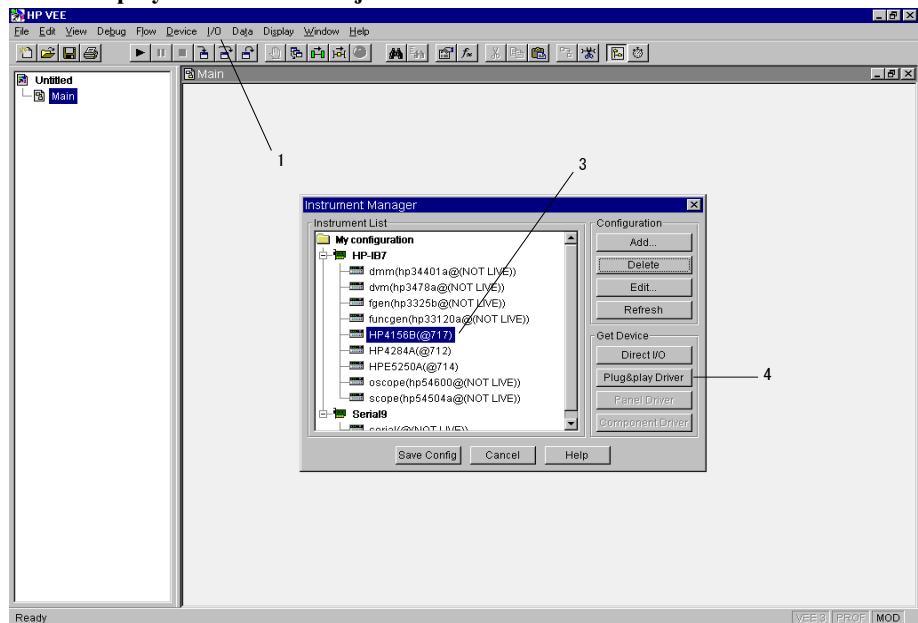 HP VEE
File Edit View Debug Flow Device I/O Data Display Window Help
Untitled
Main
Main
1
3
Instrument Manager
Instrument List
My configuration
HP-IB7
dmm(hp34401a@(NOT LIVE))
dvm(hp3478a@(NOT LIVE))
fgen(hp3325b@(NOT LIVE))
funcgen(hp33120a@(NOT LIVE))
HP4156B(@717)
HP4284A(@712)
HPE5250A(@714)
oscope(hp54600@(NOT LIVE))
scope(hp54504a@(NOT LIVE))
Serial9
serial(@(NOT LIVE))
Configuration
Add...
Delete
Edit...
Refresh
Get Device
Direct I/O
Plug&play Driver
4
Panel Driver
Component Driver
Save Config
Cancel
Help
Ready
VEE 3 PROF MOD